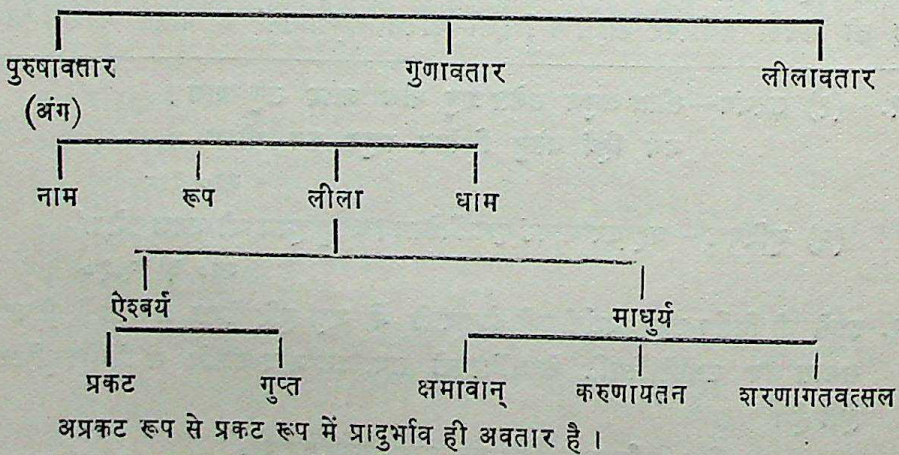 पुरुषावतार गुणावतार लीलावतार
(अंग)
नाम रूप लीला धाम
ऐश्वर्य माधुर्य
प्रकट गुप्त क्षमावान् करुणायतन शरणागतवत्सल
अप्रकट रूप से प्रकट रूप में प्रादुर्भाव ही अवतार है ।